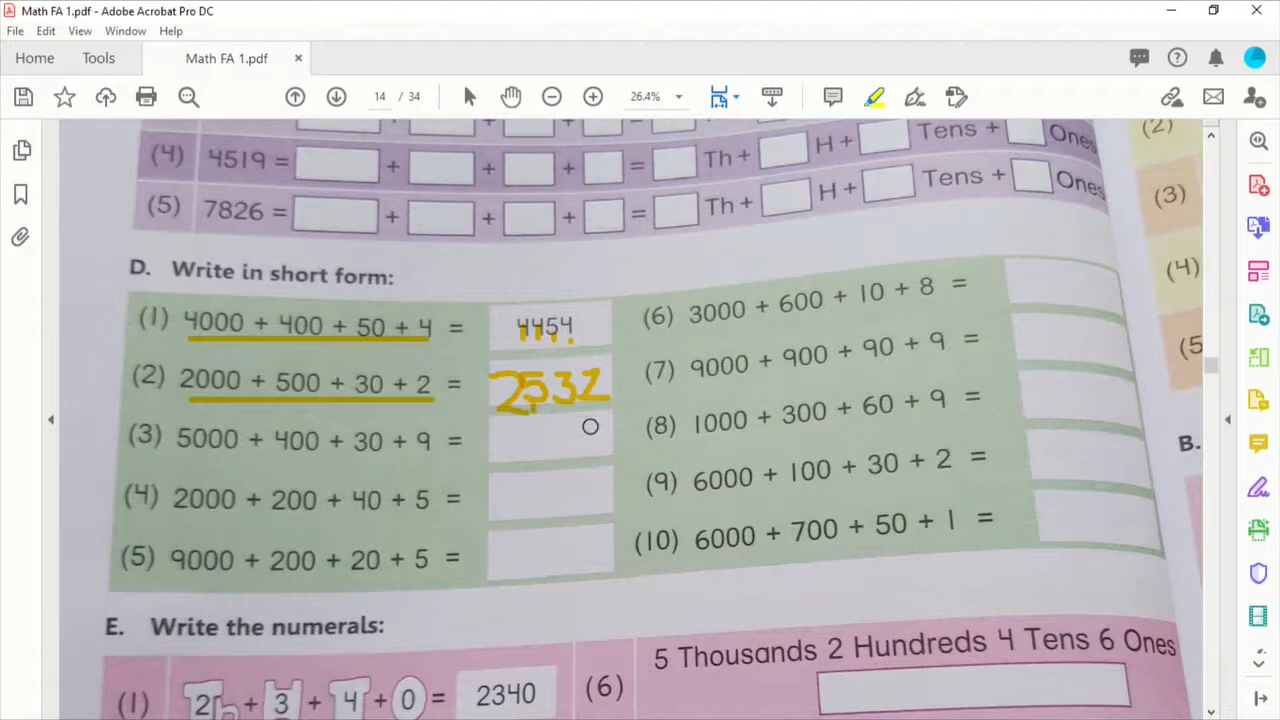 Math FA 1.pdf - Adobe Acrobat Pro DC
File Edit View Window Help
Home Tools Math FA 1.pdf ×
14 / 34 26.4%
(4) 4519 = + + + = Th + H + Tens + Ones
(5) 7826 = + + + = Th + H + Tens + Ones
D. Write in short form:
(1) 4000 + 400 + 50 + 4 = 4454
(2) 2000 + 500 + 30 + 2 = 2532
(3) 5000 + 400 + 30 + 9 =
(4) 2000 + 200 + 40 + 5 =
(5) 9000 + 200 + 20 + 5 =
(6) 3000 + 600 + 10 + 8 =
(7) 9000 + 900 + 90 + 9 =
(8) 1000 + 300 + 60 + 9 =
(9) 6000 + 100 + 30 + 2 =
(10) 6000 + 700 + 50 + 1 =
E. Write the numerals:
(1) 2 + 3 + 4 + 0 = 2340
(6) 5 Thousands 2 Hundreds 4 Tens 6 Ones
(2)
(3)
(4)
(5
B.